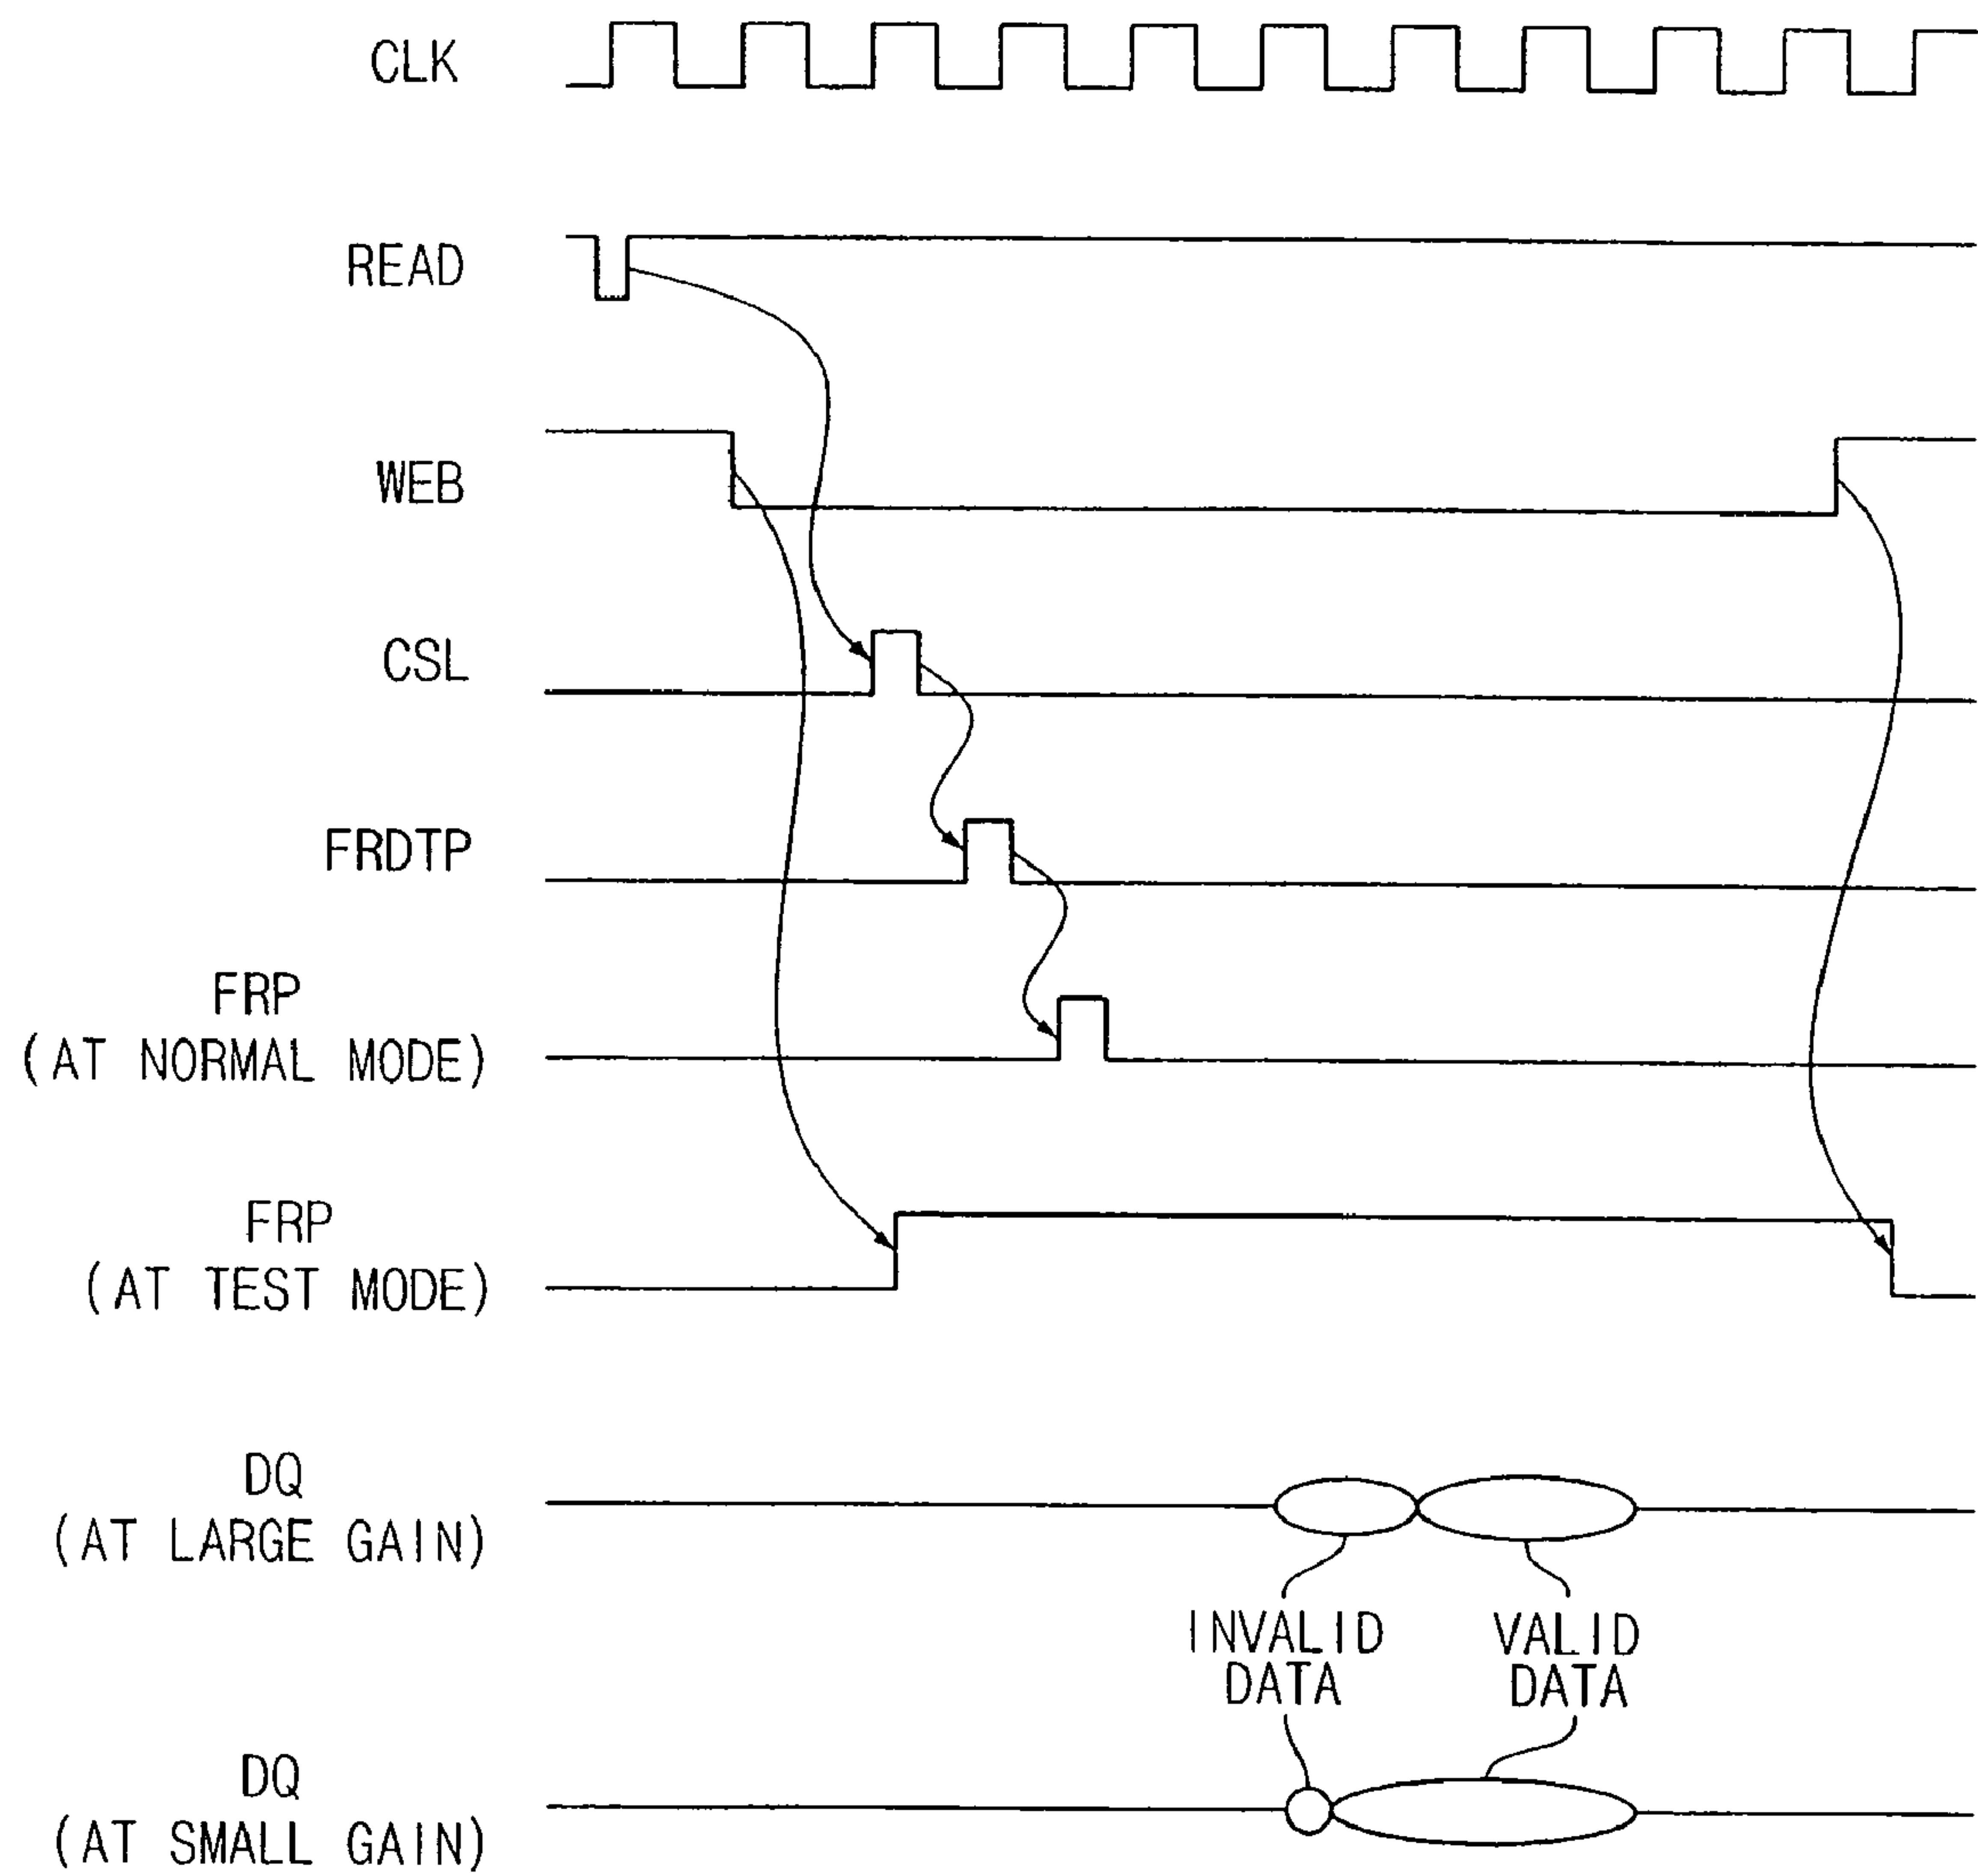 CLK
READ
WEB
CSL
FRDTP
FRP
(AT NORMAL MODE)
FRP
(AT TEST MODE)
DQ
(AT LARGE GAIN)
INVALID
DATA
VALID
DATA
DQ
(AT SMALL GAIN)